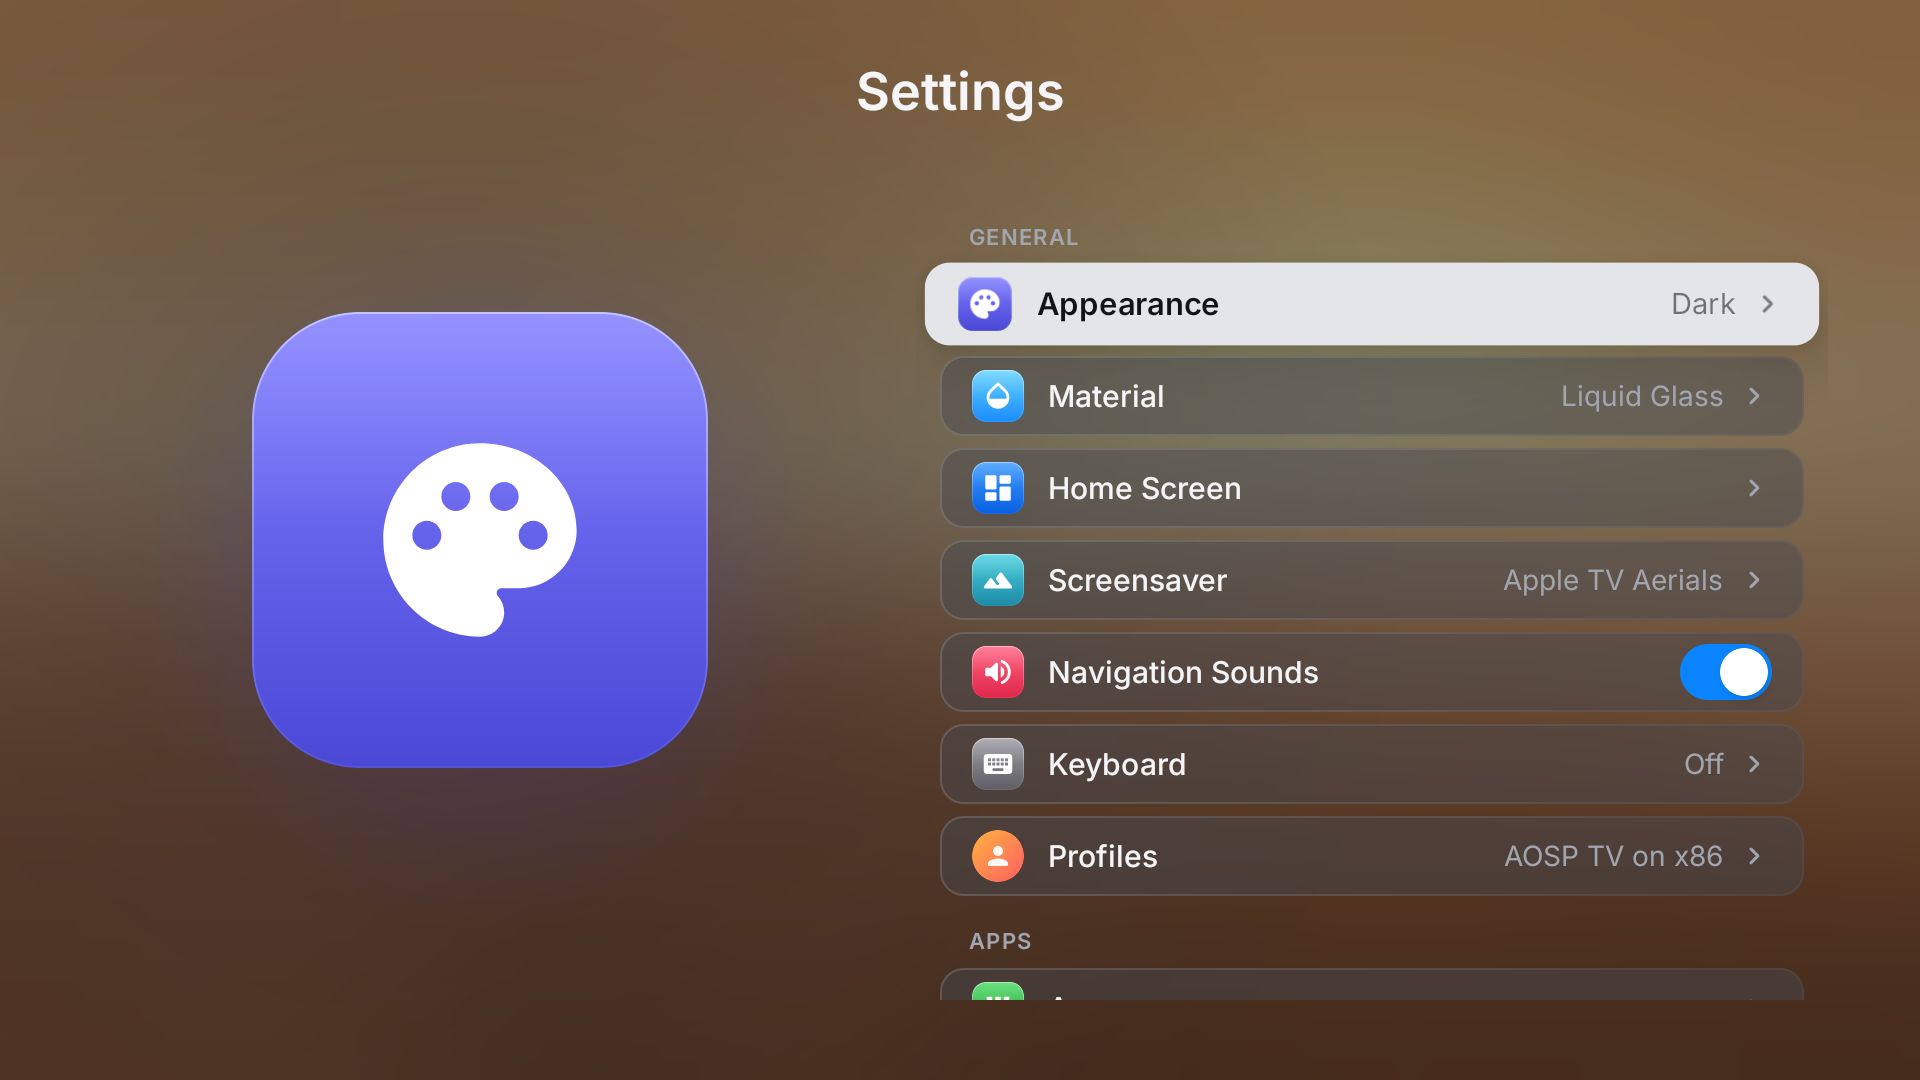 Settings
GENERAL
Appearance Dark
Material Liquid Glass
Home Screen
Screensaver Apple TV Aerials
Navigation Sounds
Keyboard Off
Profiles AOSP TV on x86
APPS